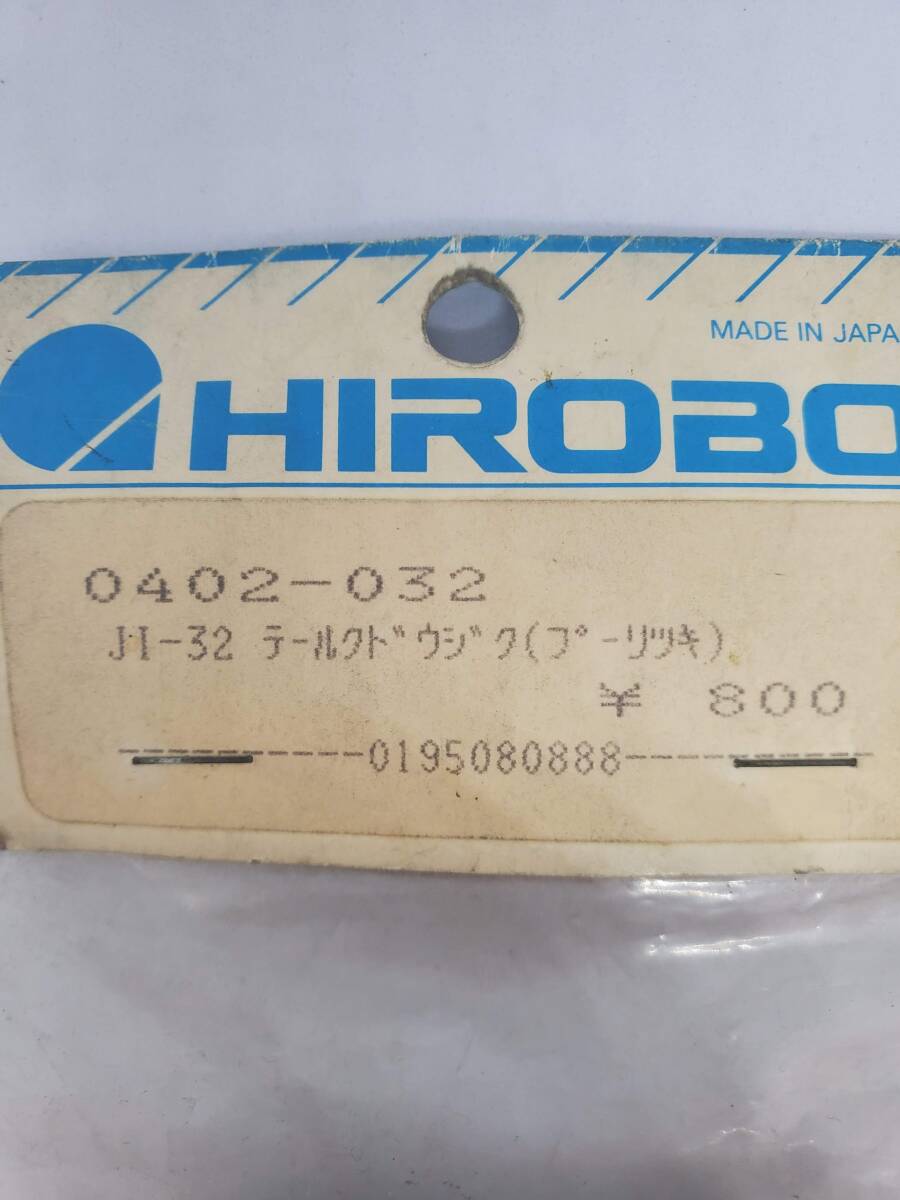 MADE IN JAPA
HIROBO
0402-032
JI-32 テールクドウジク(プーリツキ)
¥ 800
0195080888